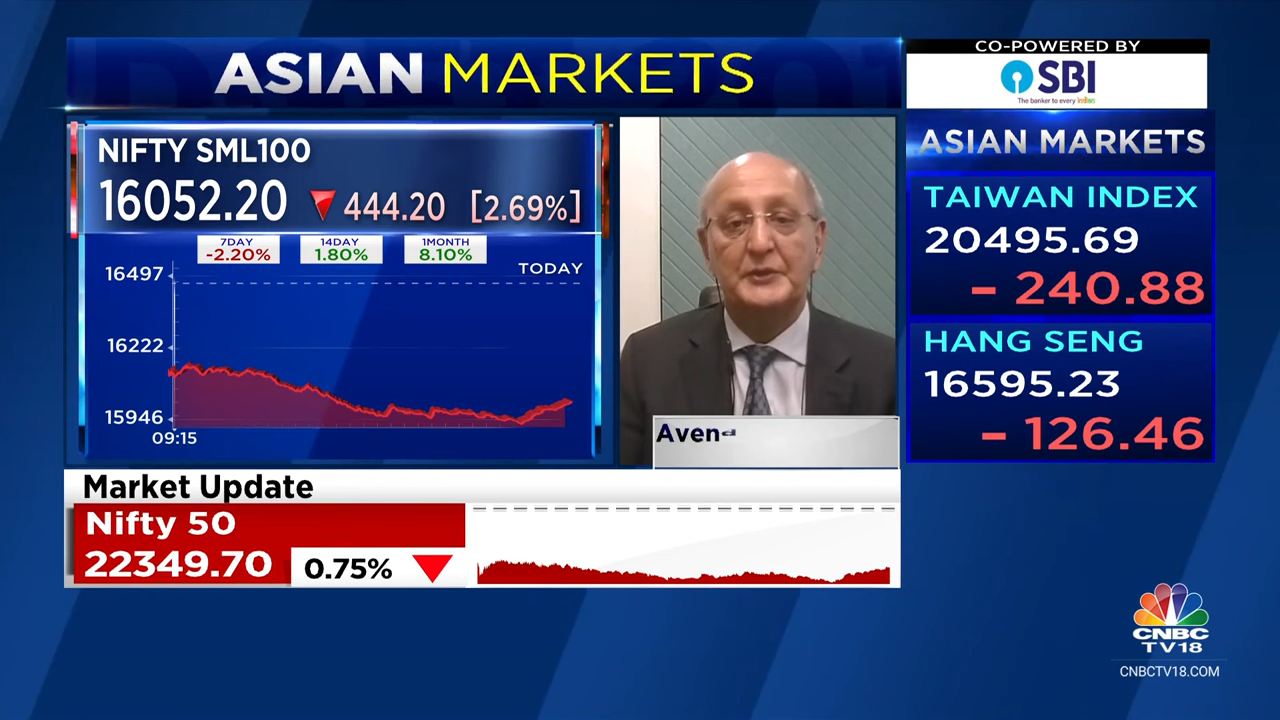 ASIAN MARKETS
CO-POWERED BY
SBI
The banker to every Indian
NIFTY SML100
16052.20 ▼ 444.20 [2.69%]
7DAY
-2.20%
14DAY
1.80%
1MONTH
8.10%
TODAY
16497
16222
15946
09:15
ASIAN MARKETS
TAIWAN INDEX
20495.69
- 240.88
HANG SENG
16595.23
- 126.46
Aven
Market Update
Nifty 50
22349.70 0.75% ▼
CNBC
TV18
CNBCTV18.COM